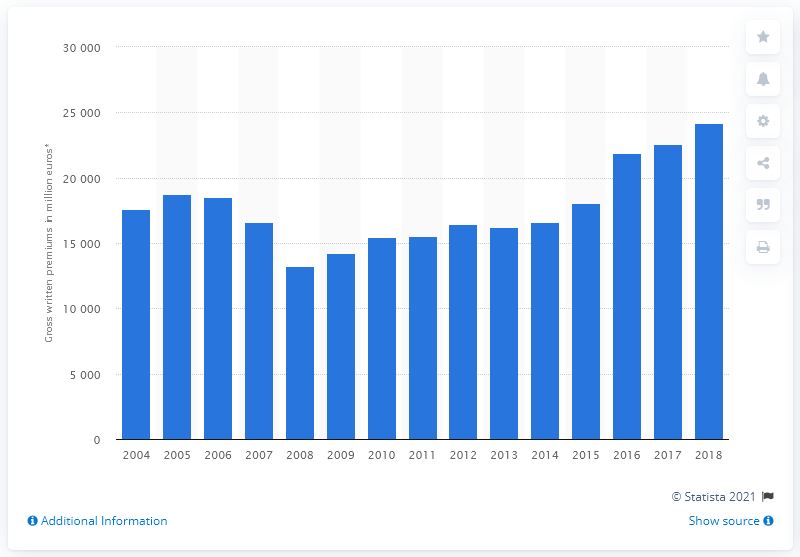 30 000
25 000
20 000
15 000
10 000
5 000
0
Gross written premiums in million euros*
2004 2005 2006 2007 2008 2009 2010 2011 2012 2013 2014 2015 2016 2017 2018
© Statista 2021
Additional Information
Show source